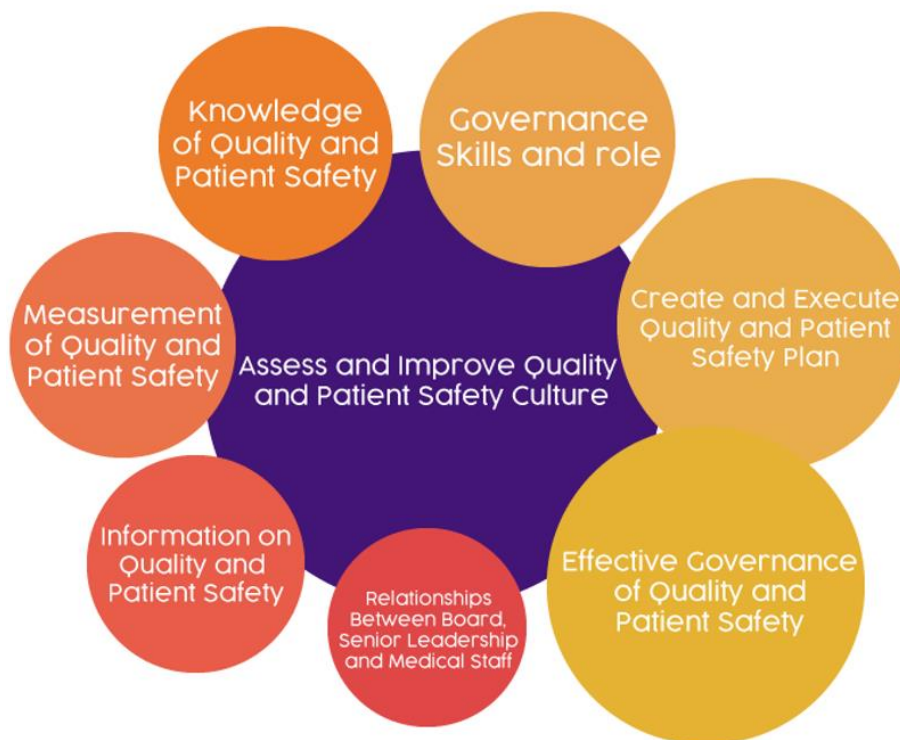 Knowledge
of Quality and
Patient Safety
Governance
Skills and role
Create and Execute
Quality and Patient
Safety Plan
Measurement
of Quality and
Patient Safety
Assess and Improve Quality
and Patient Safety Culture
Information on
Quality and
Patient Safety
Relationships
Between Board,
Senior Leadership
and Medical Staff
Effective Governance
of Quality and
Patient Safety